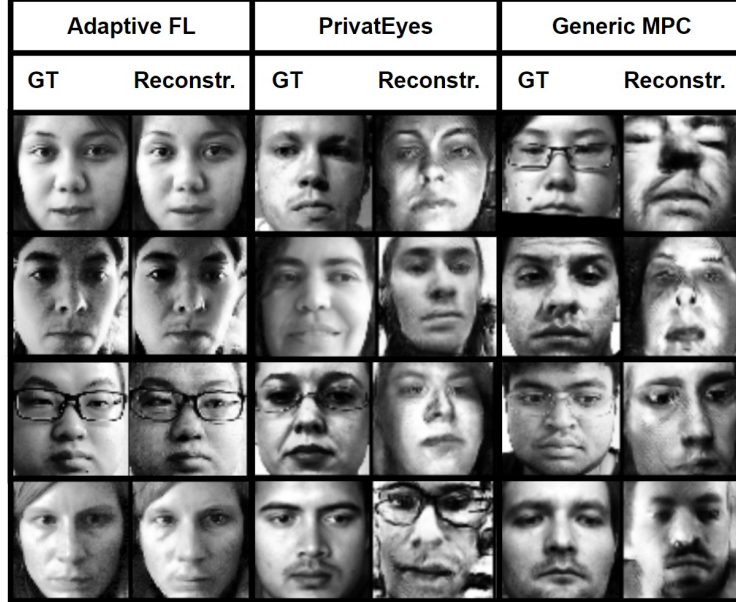 Adaptive FL PrivatEyes Generic MPC
GT Reconstr. GT Reconstr. GT Reconstr.